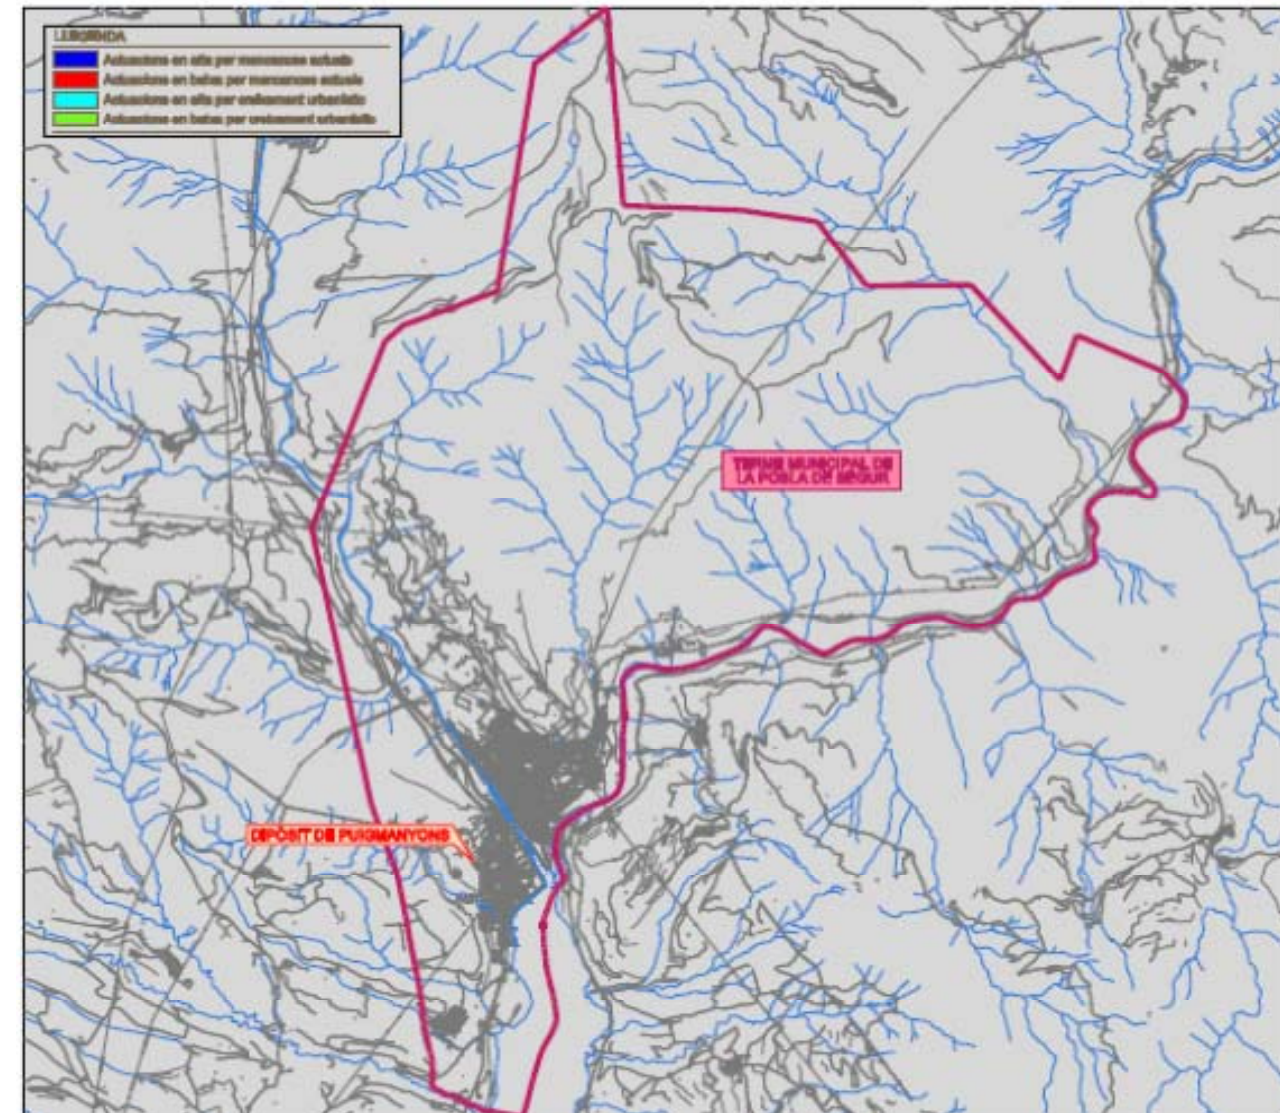 LLEGENDA
Actuacions en alta per mancances actuals
Actuacions en baixa per mancances actuals
Actuacions en alta per creixement urbanístic
Actuacions en baixa per creixement urbanístic
TERME MUNICIPAL DE
LA POBLA DE SEGUR
DIPÒSIT DE PUIGMANYONS